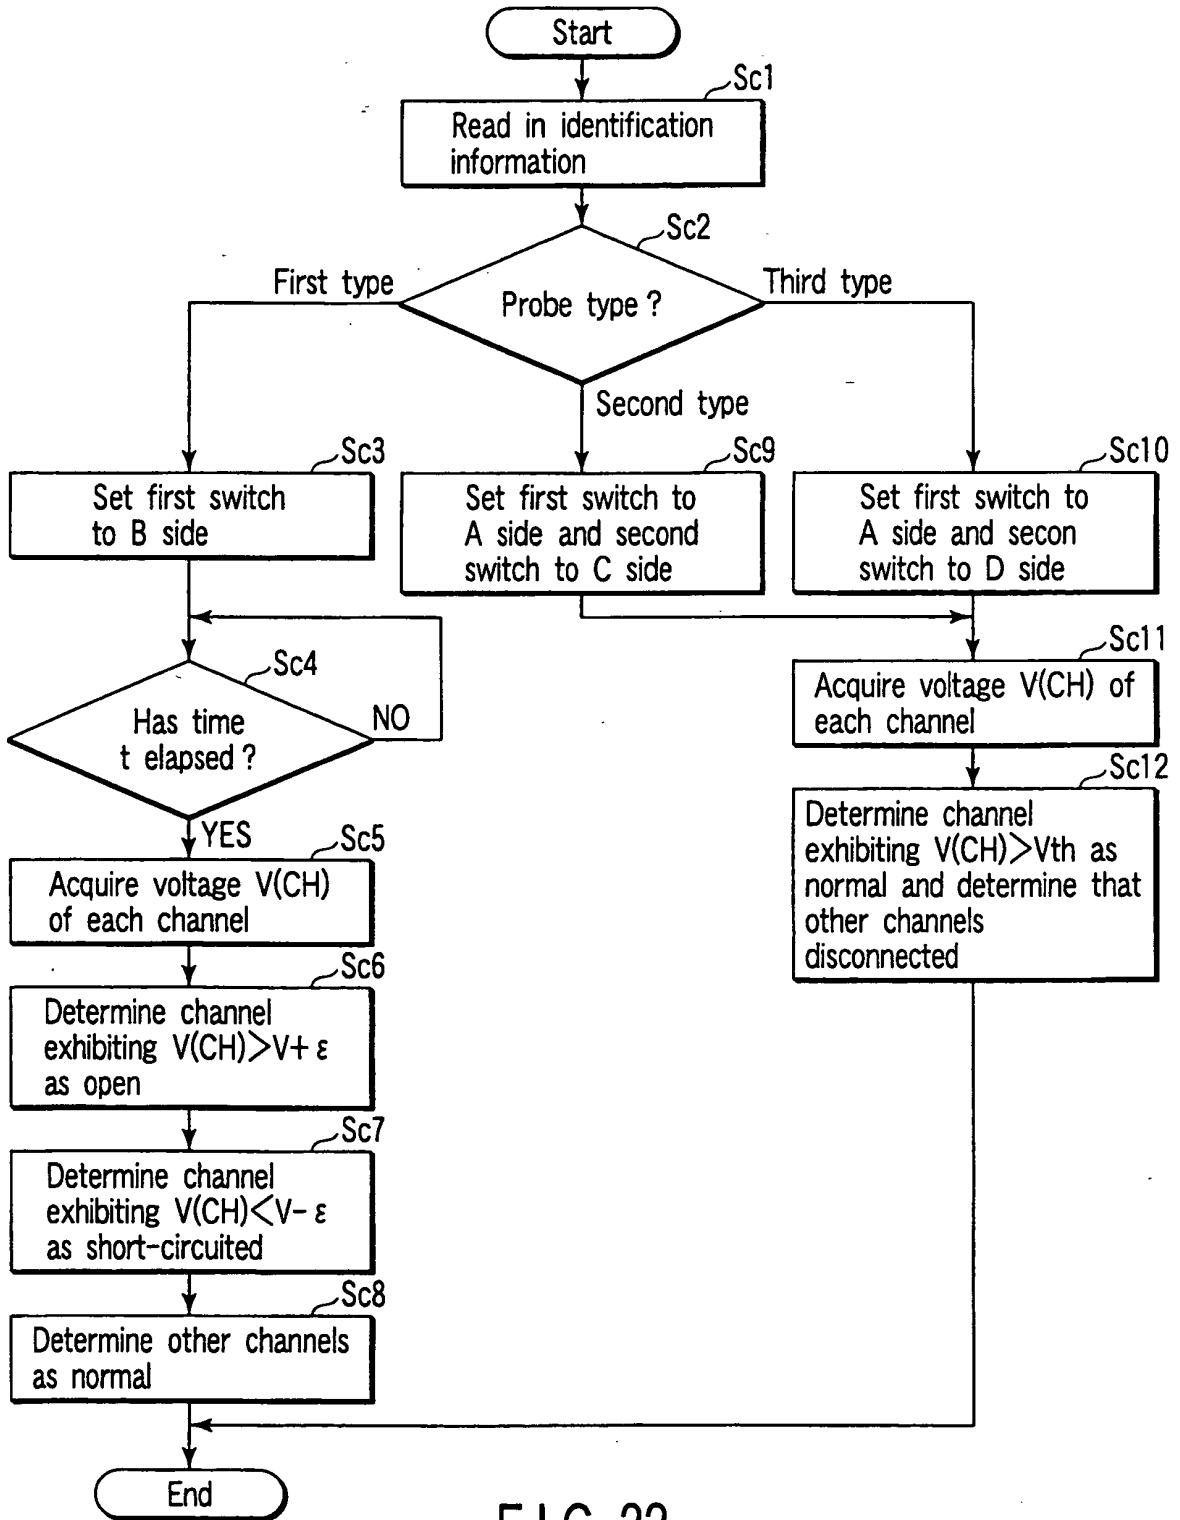 Start
Sc1
Read in identification
information
Sc2
First type
Probe type ?
Third type
Second type
Sc3
Set first switch
to B side
Sc9
Set first switch to
A side and second
switch to C side
Sc10
Set first switch to
A side and secon
switch to D side
Sc4
Has time
t elapsed ?
NO
YES
Sc11
Acquire voltage V(CH) of
each channel
Sc12
Determine channel
exhibiting V(CH)>Vth as
normal and determine that
other channels
disconnected
Sc5
Acquire voltage V(CH)
of each channel
Sc6
Determine channel
exhibiting V(CH)>V+ ε
as open
Sc7
Determine channel
exhibiting V(CH)<V- ε
as short-circuited
Sc8
Determine other channels
as normal
End